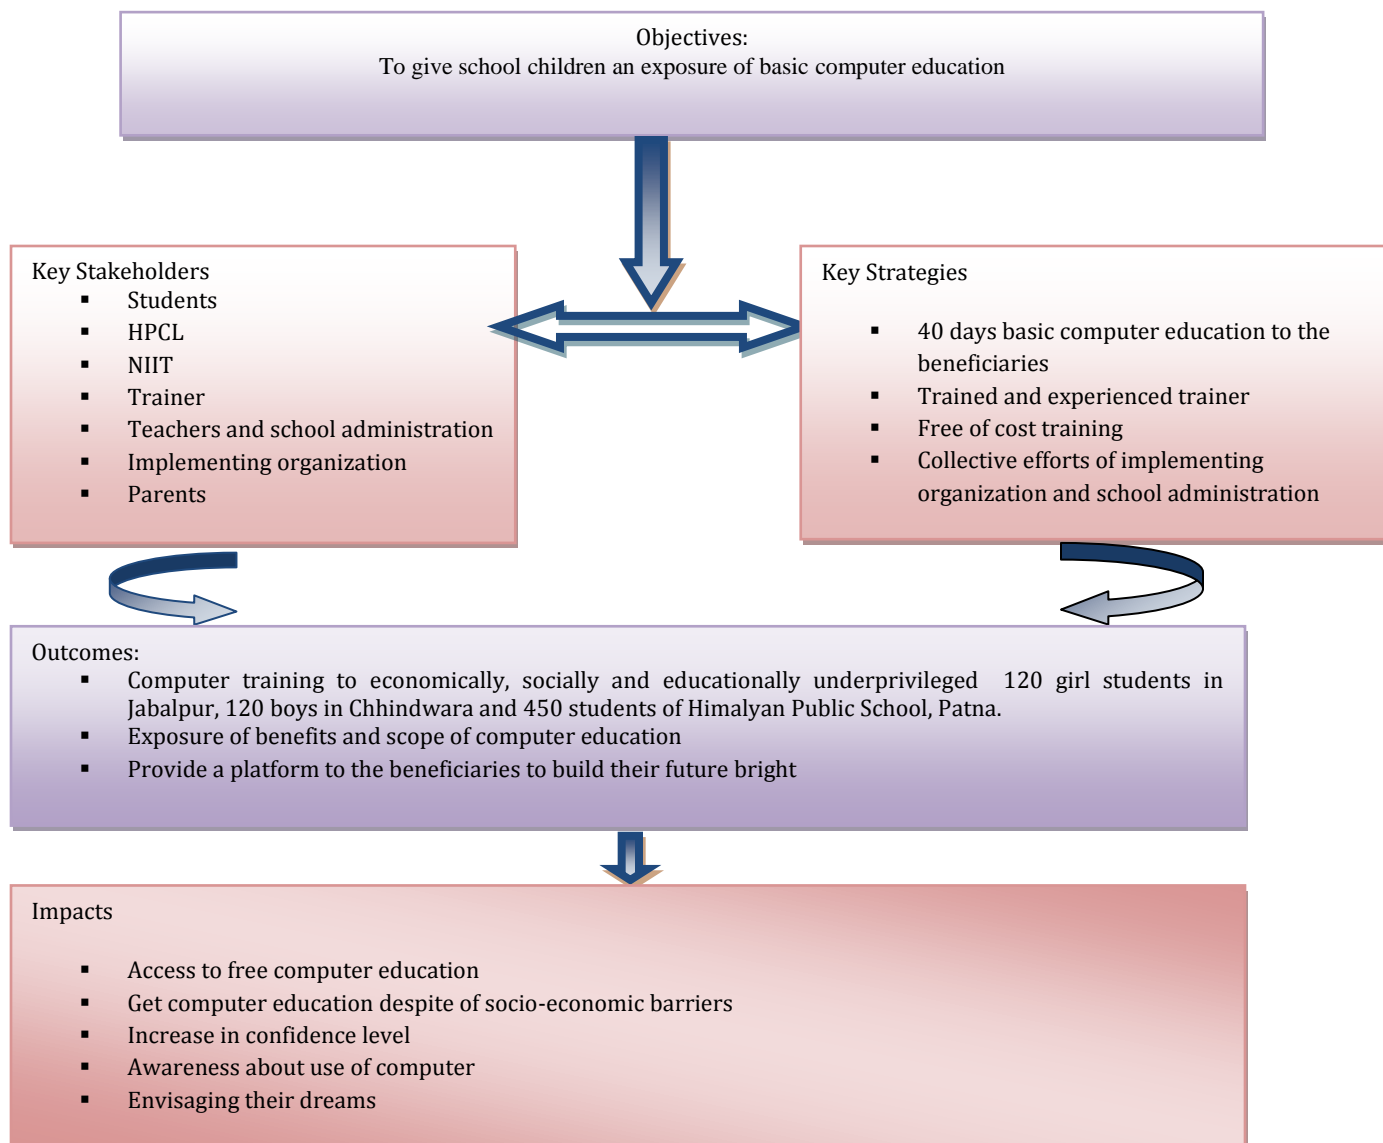 Objectives:
To give school children an exposure of basic computer education
Key Stakeholders
▪ Students
▪ HPCL
▪ NIIT
▪ Trainer
▪ Teachers and school administration
▪ Implementing organization
▪ Parents
Key Strategies
▪ 40 days basic computer education to the
beneficiaries
▪ Trained and experienced trainer
▪ Free of cost training
▪ Collective efforts of implementing
organization and school administration
Outcomes:
▪ Computer training to economically, socially and educationally underprivileged 120 girl students in
Jabalpur, 120 boys in Chhindwara and 450 students of Himalyan Public School, Patna.
▪ Exposure of benefits and scope of computer education
▪ Provide a platform to the beneficiaries to build their future bright
Impacts
▪ Access to free computer education
▪ Get computer education despite of socio-economic barriers
▪ Increase in confidence level
▪ Awareness about use of computer
▪ Envisaging their dreams